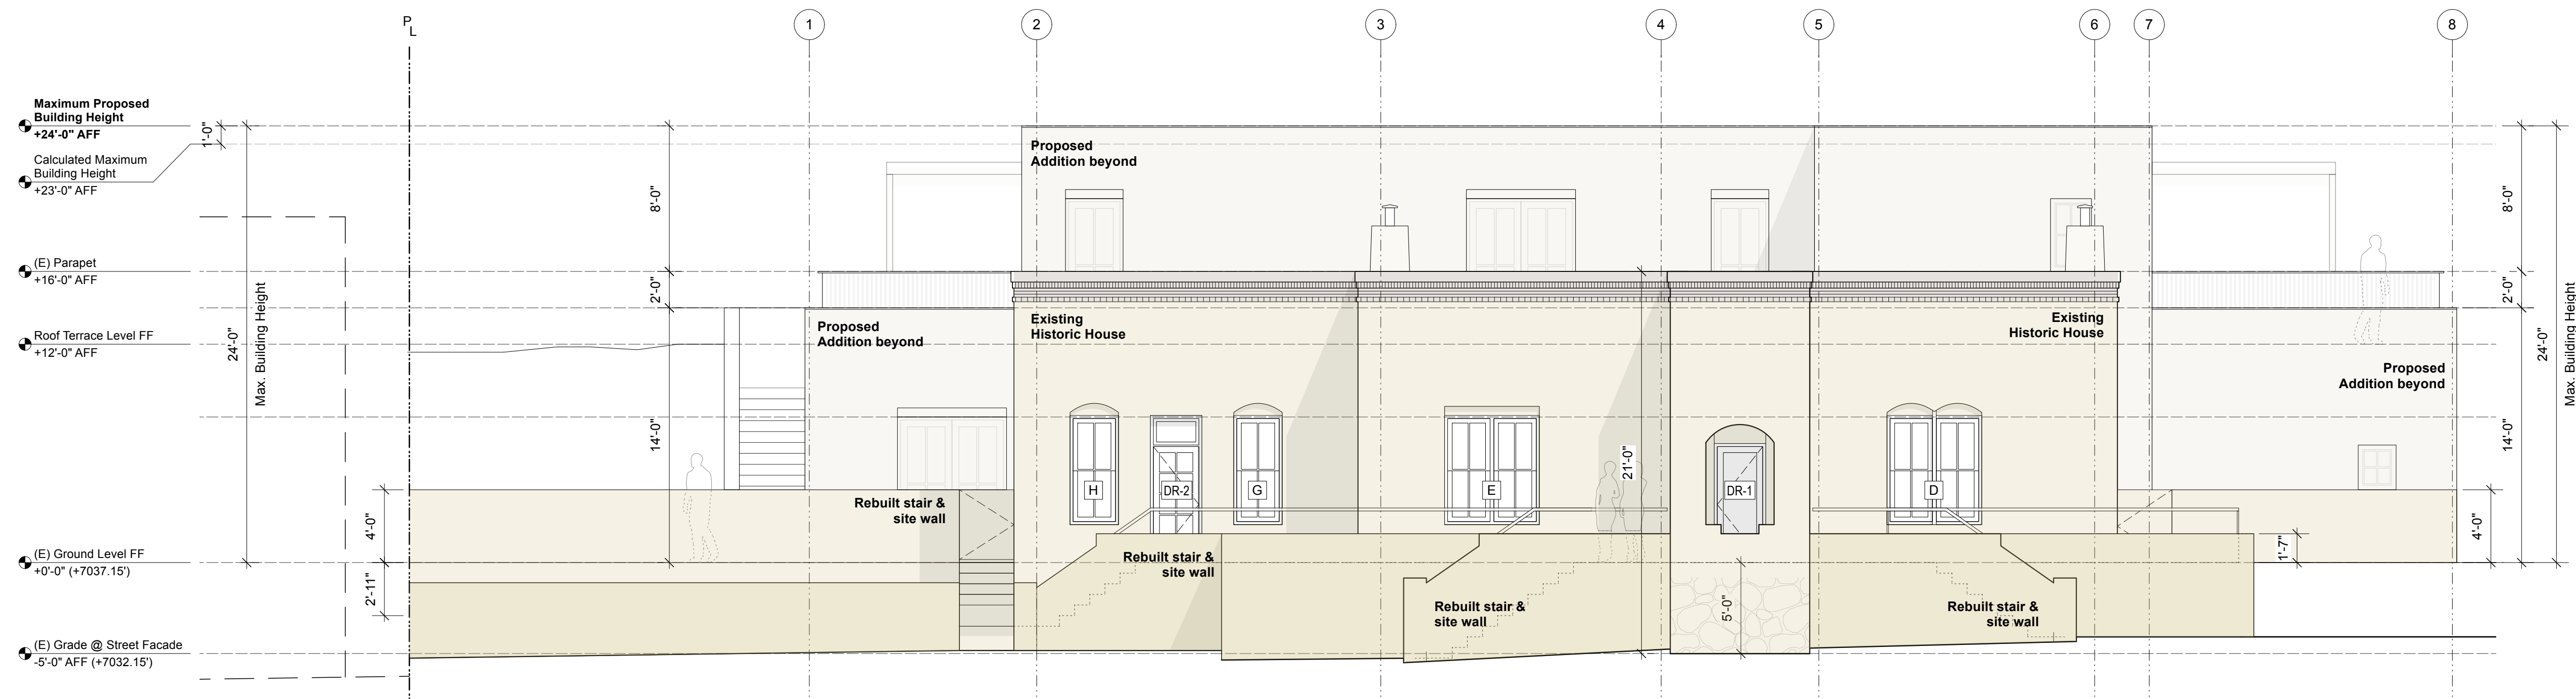 P
L
1
2
3
4
5
6
7
8
Maximum Proposed
Building Height
+24'-0" AFF
Calculated Maximum
Building Height
+23'-0" AFF
(E) Parapet
+16'-0" AFF
Roof Terrace Level FF
+12'-0" AFF
(E) Ground Level FF
+0'-0" (+7037.15')
(E) Grade @ Street Facade
-5'-0" AFF (+7032.15')
1'-0"
24'-0"
Max. Building Height
4'-0"
2'-11"
8'-0"
2'-0"
14'-0"
Proposed
Addition beyond
Proposed
Addition beyond
Existing
Historic House
Existing
Historic House
Proposed
Addition beyond
H
DR-2
G
E
DR-1
D
21'-0"
5'-0"
Rebuilt stair &
site wall
Rebuilt stair &
site wall
Rebuilt stair &
site wall
Rebuilt stair &
site wall
1'-7"
4'-0"
8'-0"
2'-0"
14'-0"
24'-0"
Max. Building Height